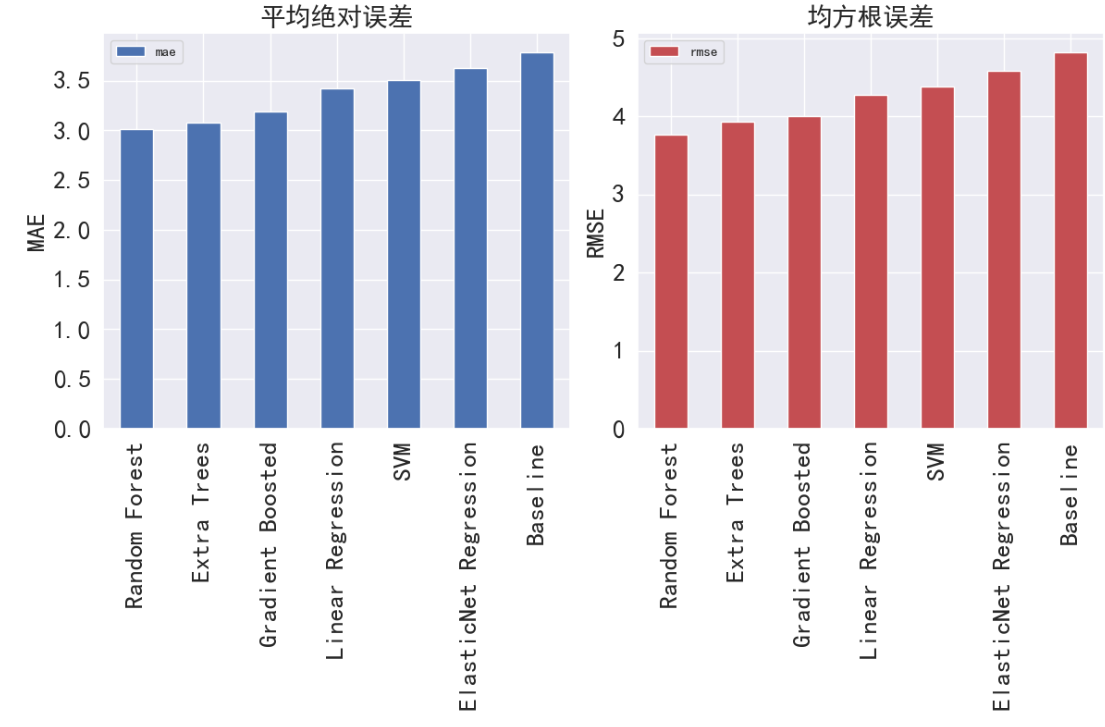 平均绝对误差
mae
MAE
3.5
3.0
2.5
2.0
1.5
1.0
0.5
0.0
Random Forest
Extra Trees
Gradient Boosted
Linear Regression
SVM
ElasticNet Regression
Baseline
均方根误差
rmse
RMSE
5
4
3
2
1
0
Random Forest
Extra Trees
Gradient Boosted
Linear Regression
SVM
ElasticNet Regression
Baseline